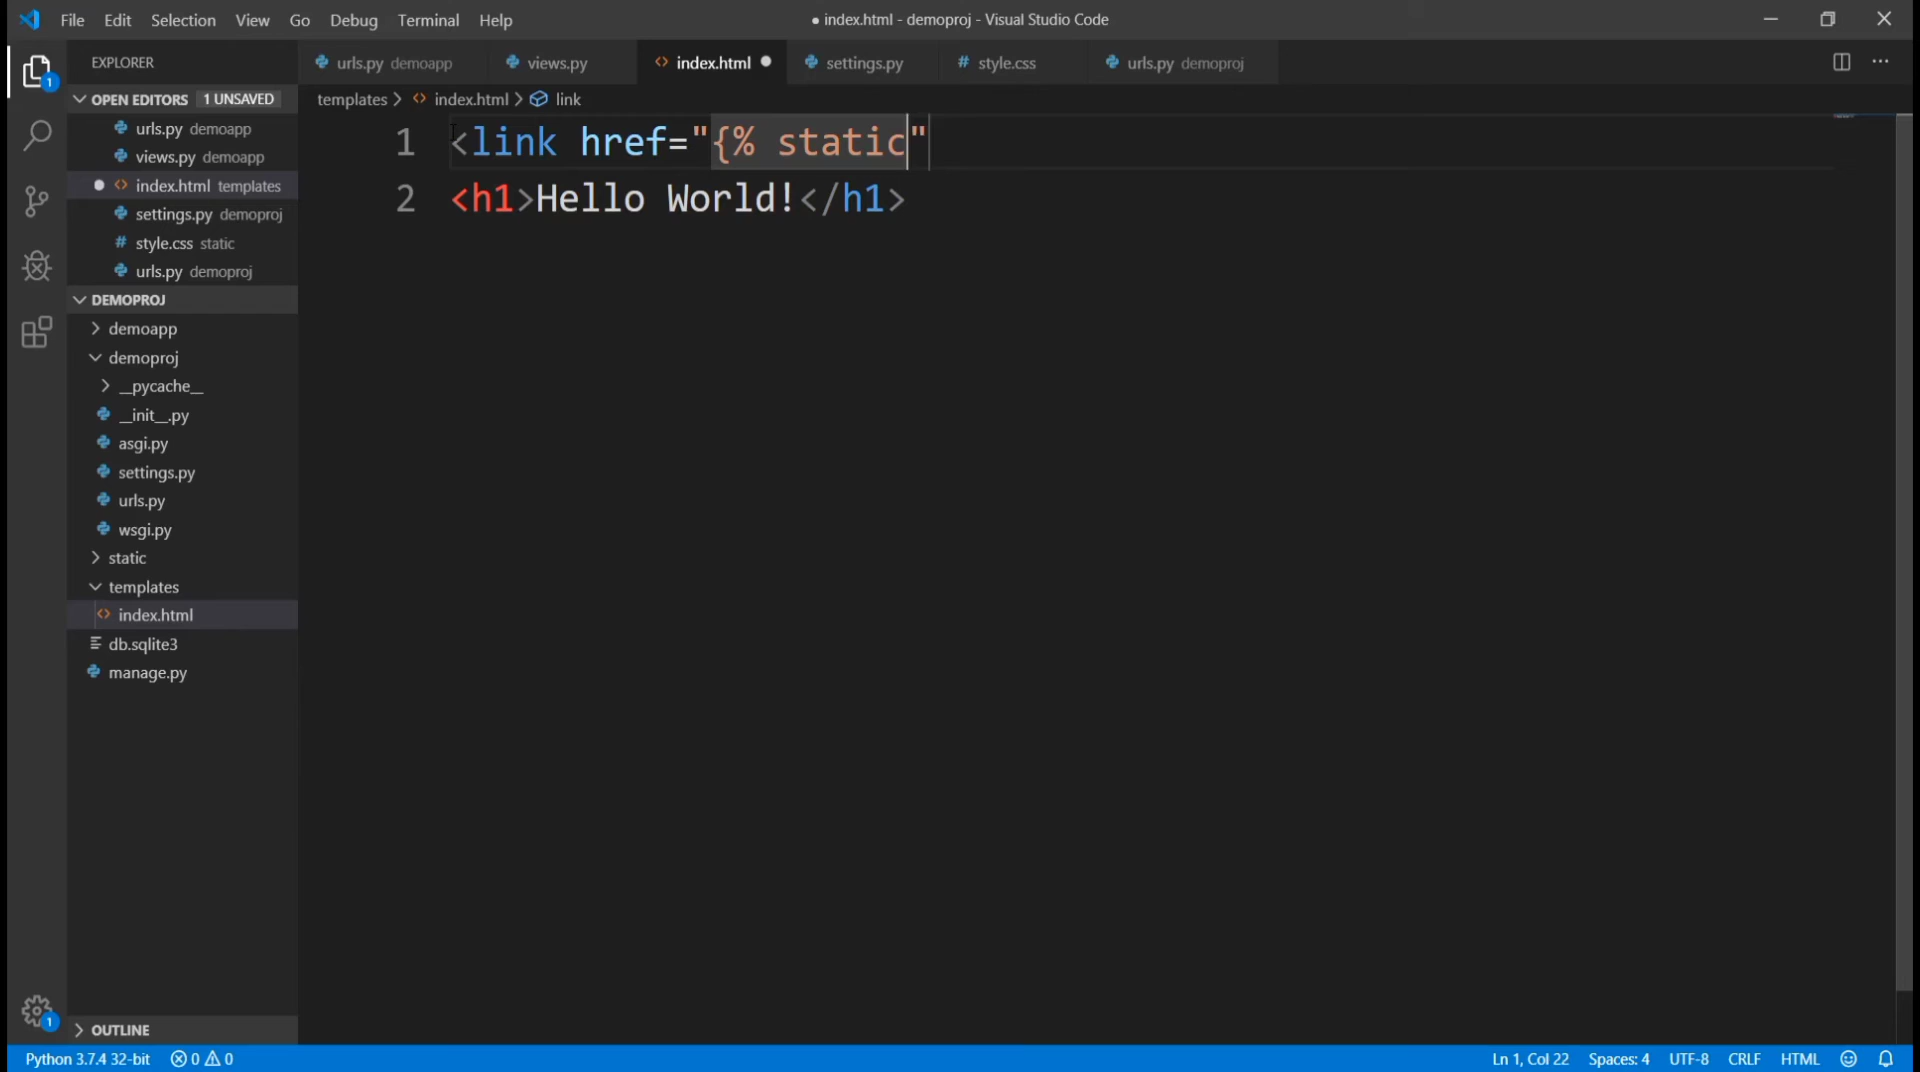 File Edit Selection View Go Debug Terminal Help
● index.html - demoproj - Visual Studio Code
EXPLORER
urls.py demoapp
views.py
index.html
settings.py
# style.css
urls.py demoproj
OPEN EDITORS 1 UNSAVED
templates > index.html > link
urls.py demoapp
views.py demoapp
index.html templates
settings.py demoproj
# style.css static
urls.py demoproj
DEMOPROJ
demoapp
demoproj
__pycache__
__init__.py
asgi.py
settings.py
urls.py
wsgi.py
static
templates
index.html
db.sqlite3
manage.py
OUTLINE
1 <link href="{% static"
2 <h1>Hello World!</h1>
1
1
Python 3.7.4 32-bit 0 0
Ln 1, Col 22 Spaces: 4 UTF-8 CRLF HTML